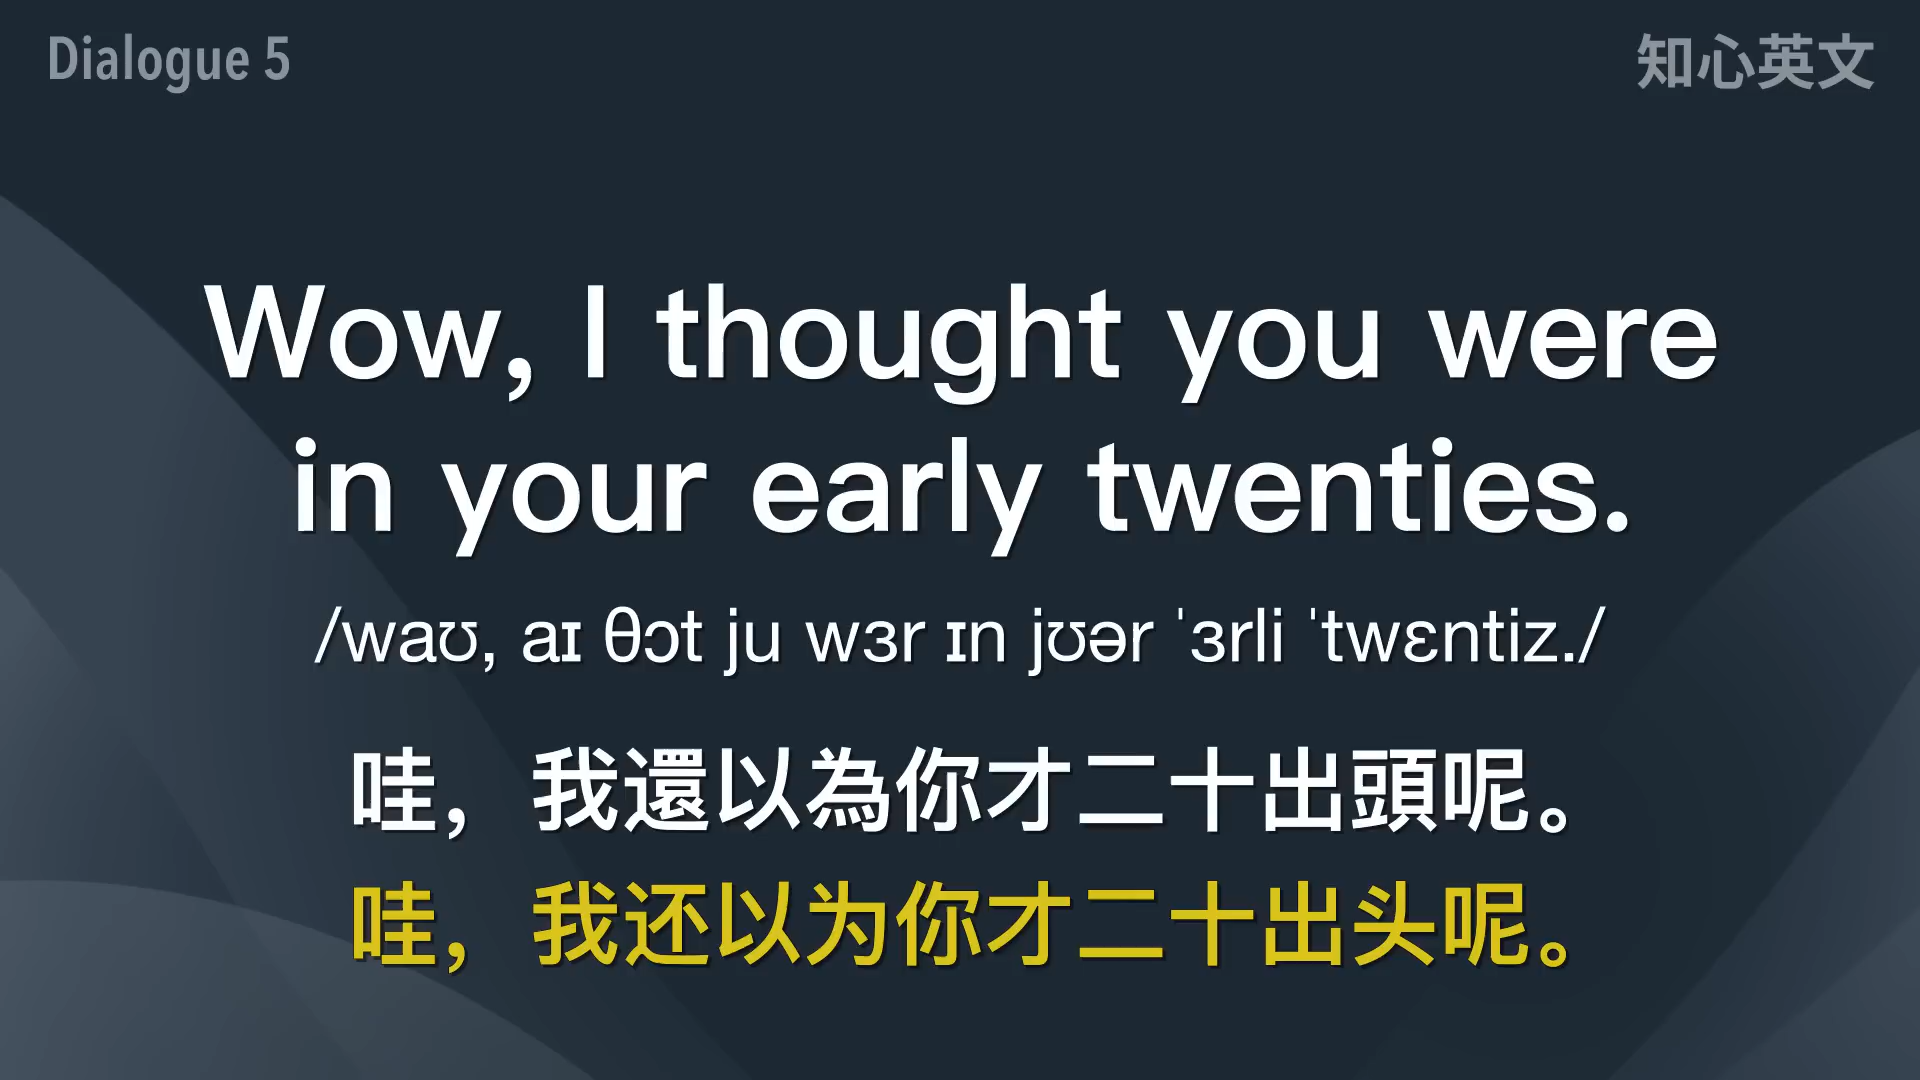 Dialogue 5
知心英文
Wow, I thought you were
in your early twenties.
/waʊ, aɪ θɔt ju wɜr ɪn jʊər ˈɜrli ˈtwɛntiz./
哇，我還以為你才二十出頭呢。
哇，我还以为你才二十出头呢。